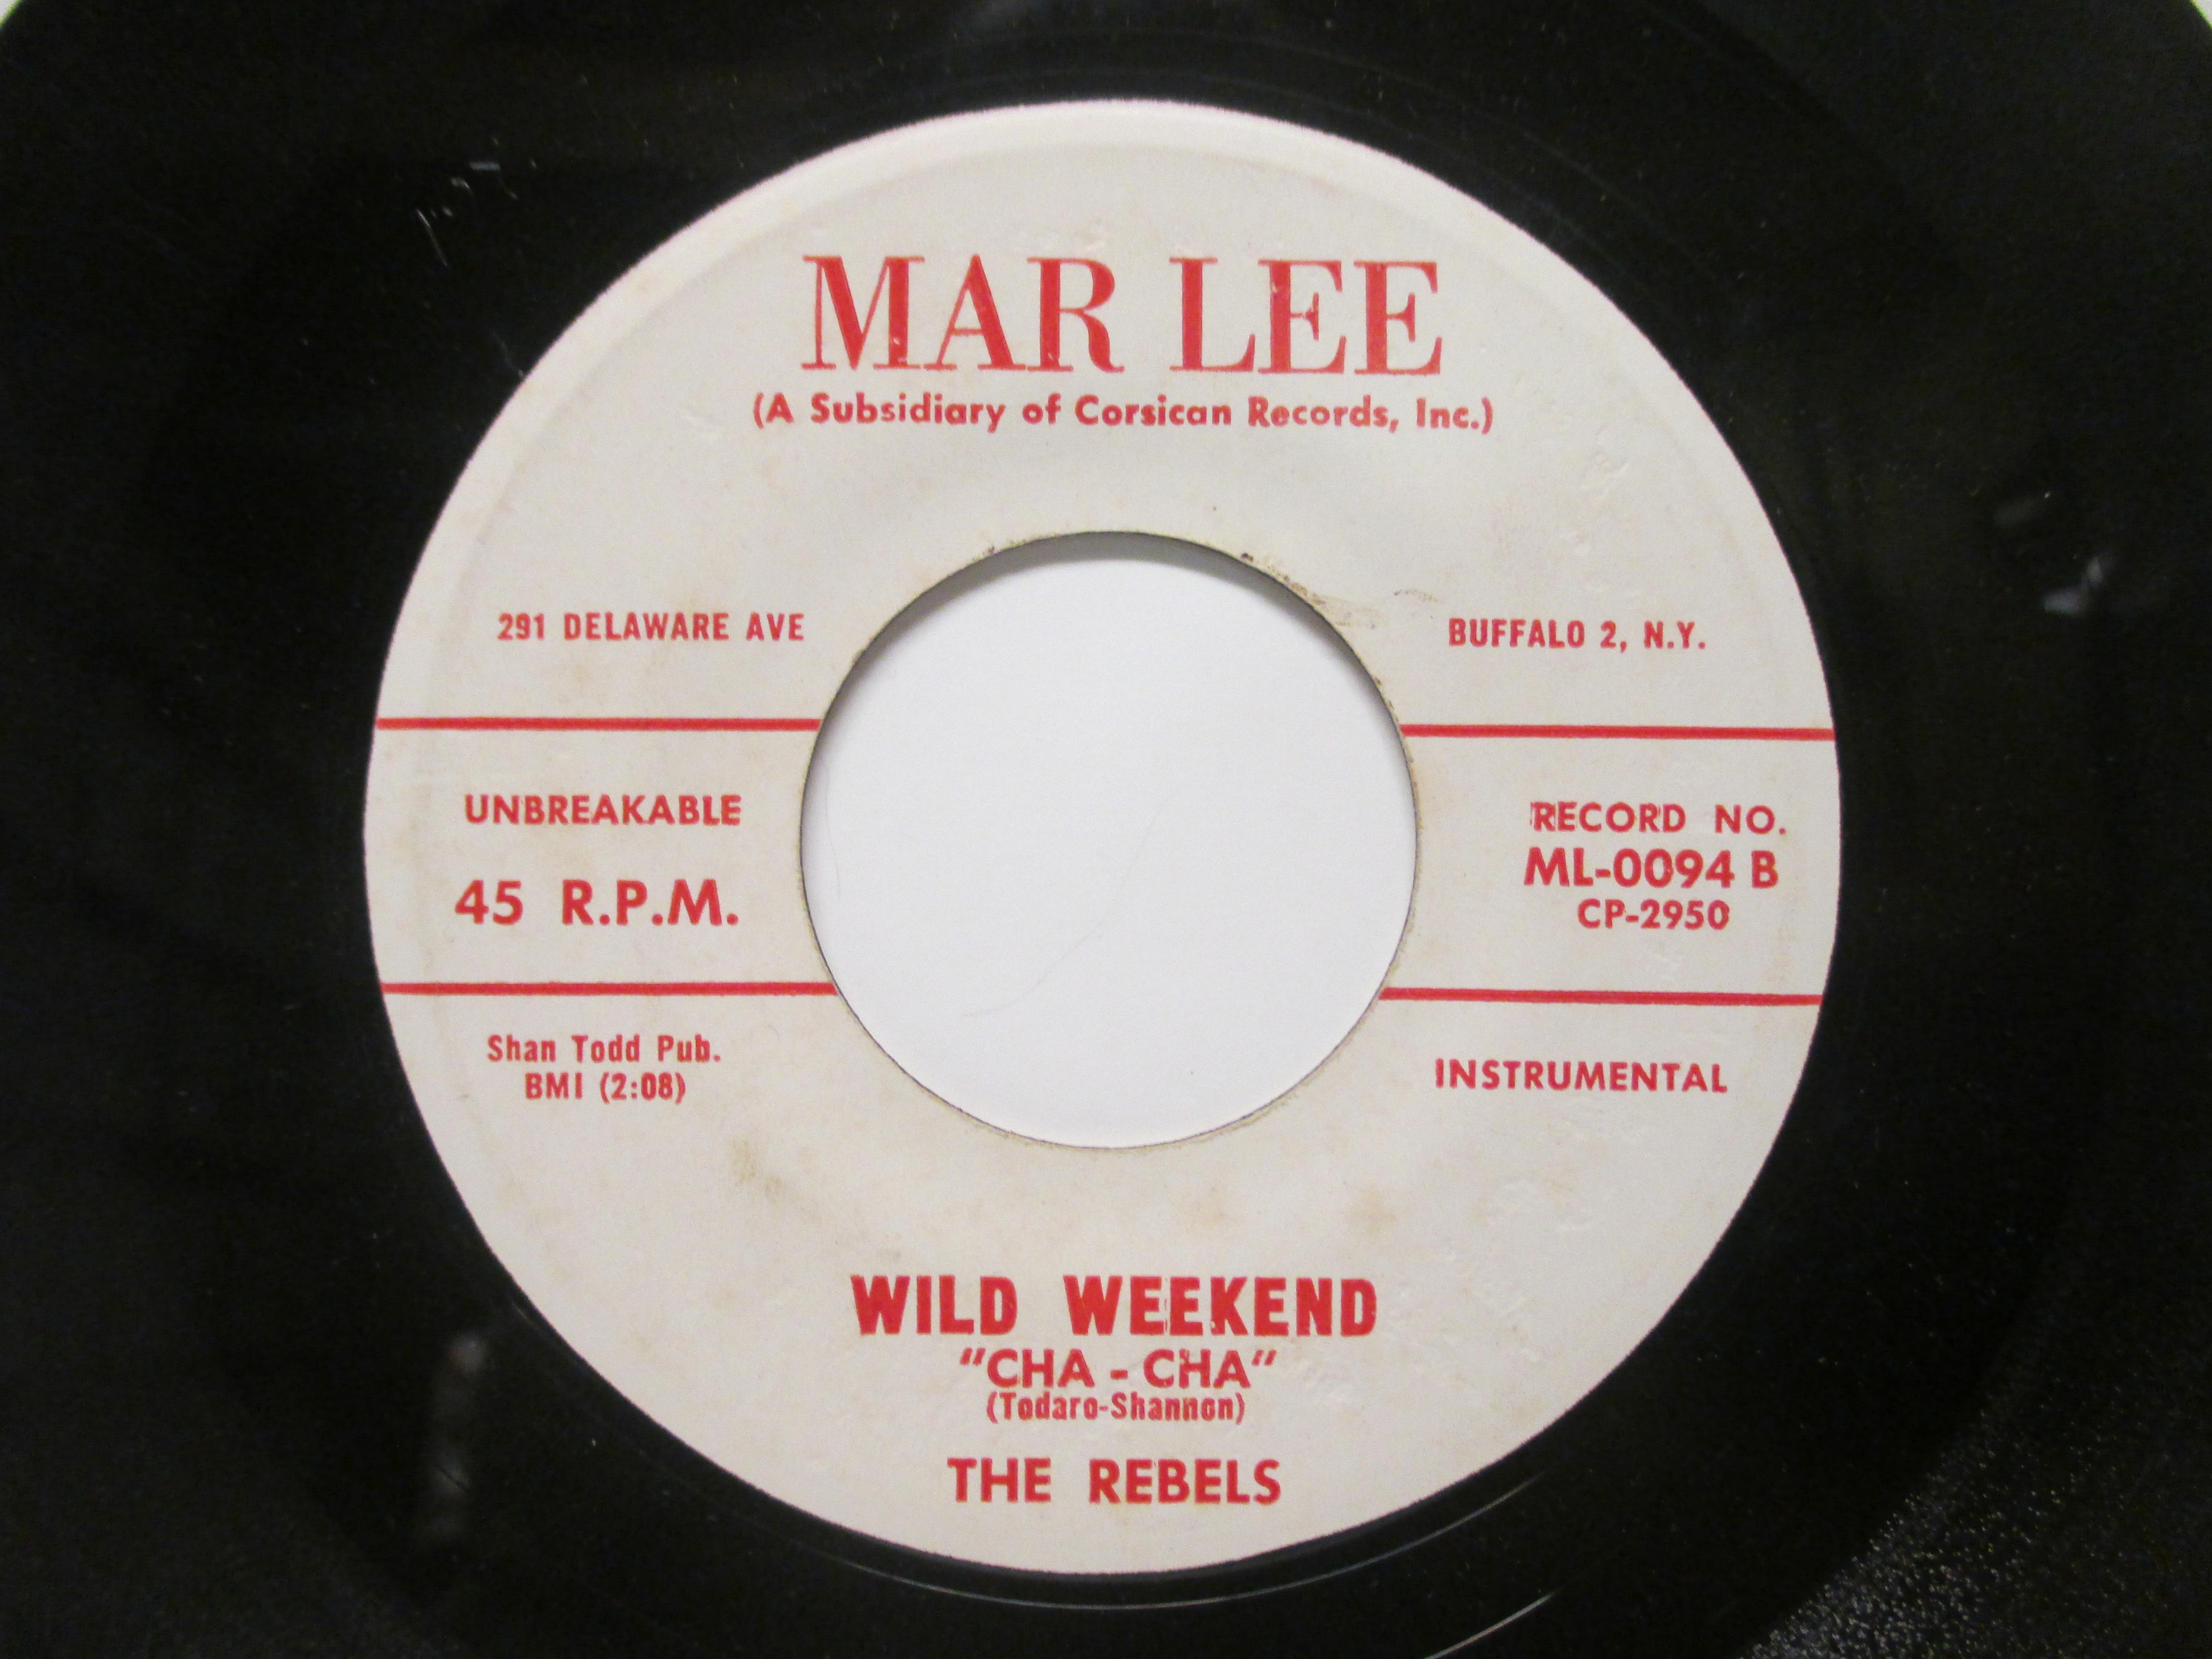 MAR LEE
(A Subsidiary of Corsican Records, Inc.)
291 DELAWARE AVE
BUFFALO 2, N.Y.
UNBREAKABLE
45 R.P.M.
RECORD NO.
ML-0094 B
CP-2950
Shan Todd Pub.
BMI (2:08)
INSTRUMENTAL
WILD WEEKEND
"CHA - CHA"
(Todaro-Shannon)
THE REBELS